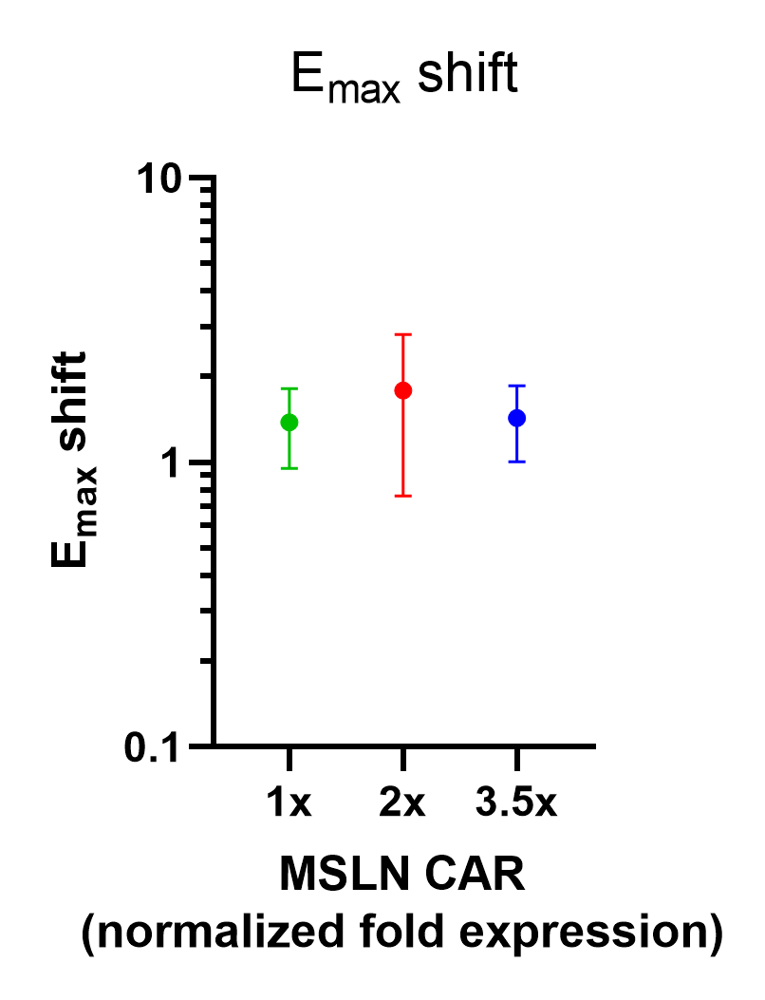 Emax shift
10
1
0.1
Emax shift
1x 2x 3.5x
MSLN CAR
(normalized fold expression)